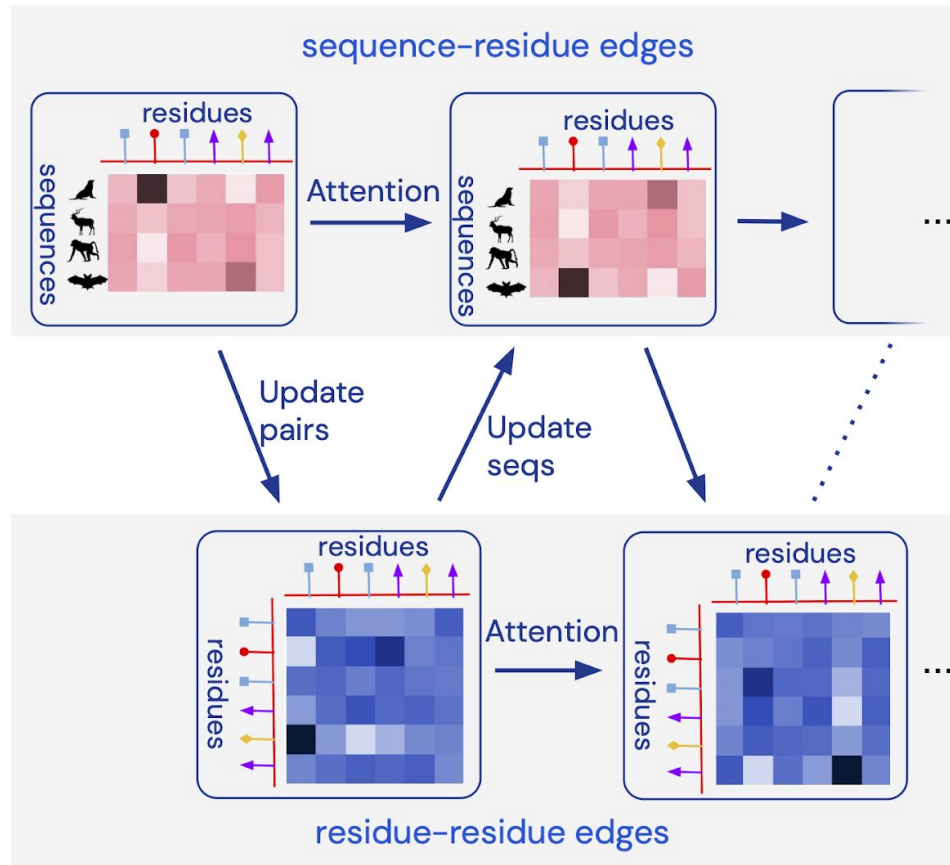 sequence-residue edges
residues
sequences
Attention
residues
sequences
...
Update
pairs
Update
seqs
residues
residues
Attention
residues
residues
...
residue-residue edges